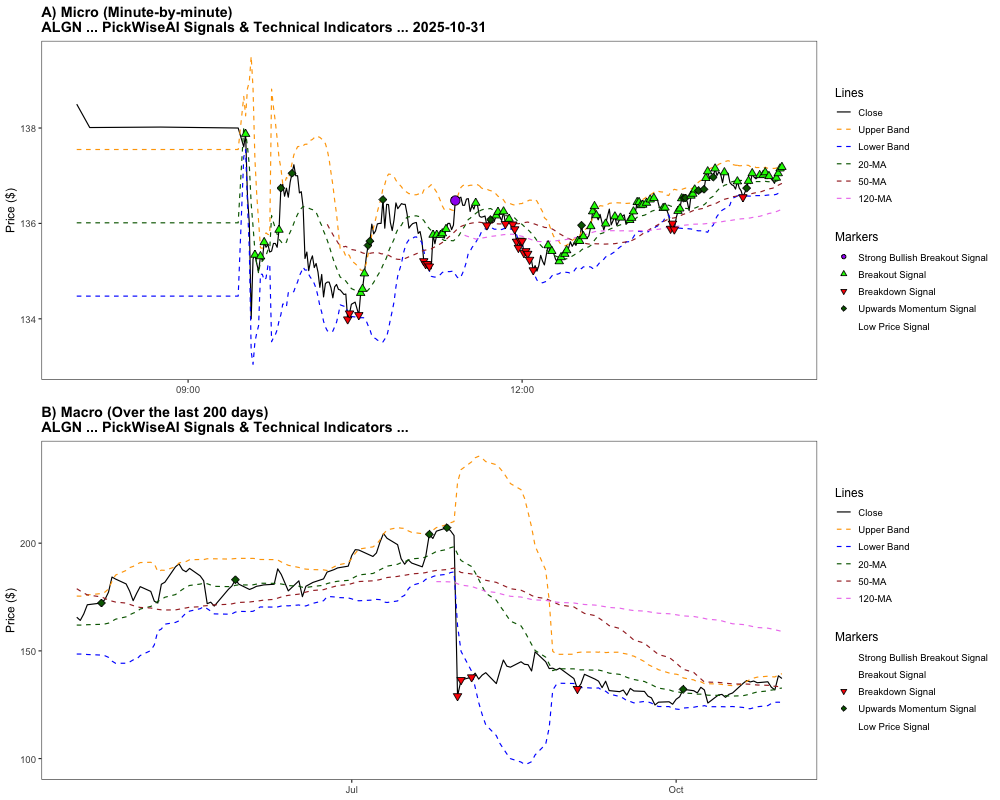 A) Micro (Minute-by-minute)
ALGN ... PickWiseAI Signals & Technical Indicators ... 2025-10-31
Price ($)
138
136
134
09:00
12:00
Lines
Close
Upper Band
Lower Band
20-MA
50-MA
120-MA
Markers
Strong Bullish Breakout Signal
Breakout Signal
Breakdown Signal
Upwards Momentum Signal
Low Price Signal
B) Macro (Over the last 200 days)
ALGN ... PickWiseAI Signals & Technical Indicators ...
Price ($)
200
150
100
Jul
Oct
Lines
Close
Upper Band
Lower Band
20-MA
50-MA
120-MA
Markers
Strong Bullish Breakout Signal
Breakout Signal
Breakdown Signal
Upwards Momentum Signal
Low Price Signal